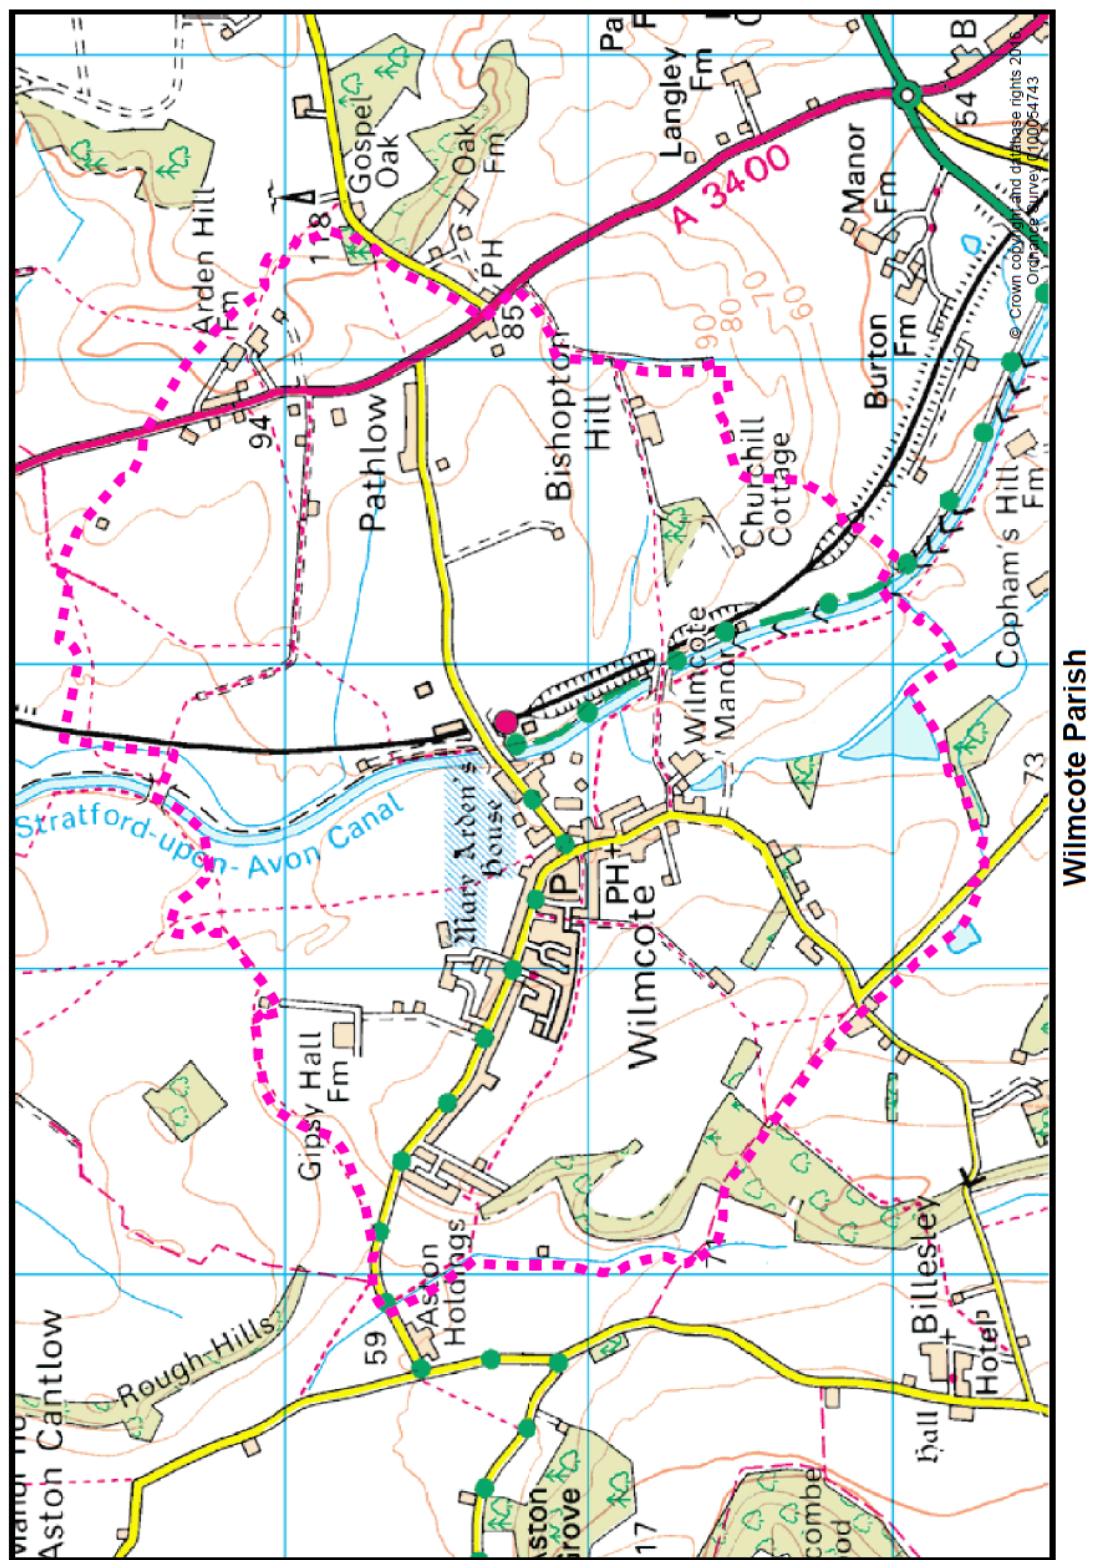 Wilmcote Parish
© Crown copyright and database rights 2016
Ordnance Survey 0100054743
Aston Cantlow
Rough Hills
59
Aston
Holdings
Gipsy Hall
Fm
Stratford-upon-Avon Canal
Mary Arden's
House
P
PH
Wilmcote
Wilmcote
Manor
71
73
Billesley
Hall
Hotel
Aston
Grove
17
Arden Hill
Fm
94
118
Gospel
Oak
Oak
Fm
PH
85
Pathlow
Bishopton
Hill
Churchill
Cottage
A 3400
90
80
70
60
Langley
Fm
Manor
Fm
Burton
Fm
54
B
Copham's Hill
Fm
Pa